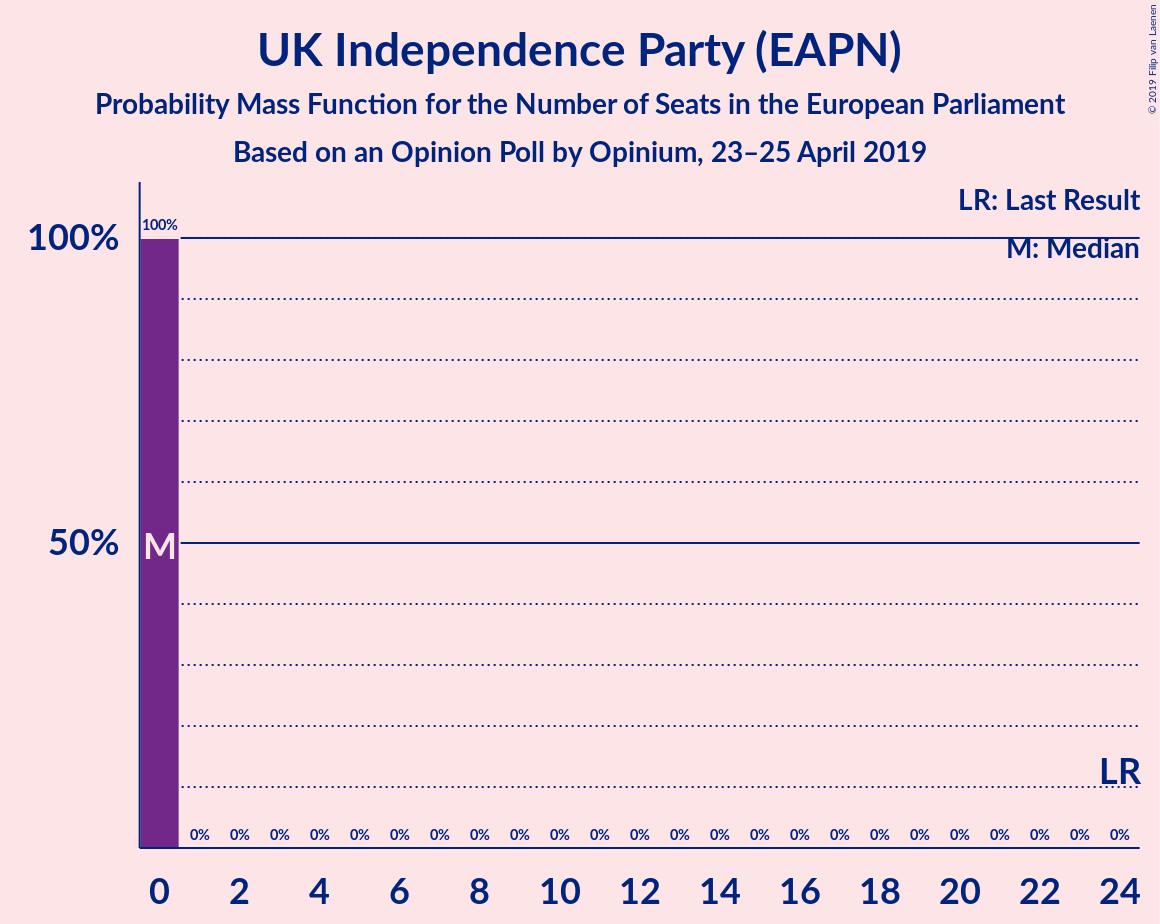 UK Independence Party (EAPN)
Probability Mass Function for the Number of Seats in the European Parliament
Based on an Opinion Poll by Opinium, 23–25 April 2019
© 2019 Filip van Laenen
LR: Last Result
M: Median
100%
100%
50%
M
LR
0% 0% 0% 0% 0% 0% 0% 0% 0% 0% 0% 0% 0% 0% 0% 0% 0% 0% 0% 0% 0% 0% 0% 0%
0 2 4 6 8 10 12 14 16 18 20 22 24